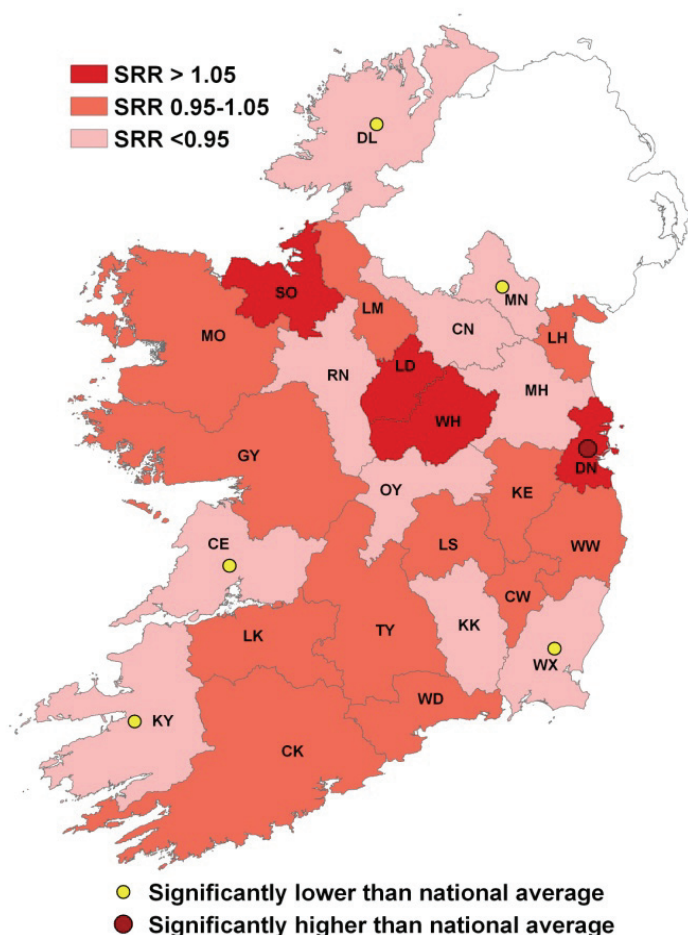 SRR > 1.05
SRR 0.95-1.05
SRR <0.95
DL
MN
SO
LM
CN
MO
LH
LD
RN
MH
WH
GY
DN
OY
KE
CE
LS
WW
CW
LK
TY
KK
WX
WD
KY
CK
Significantly lower than national average
Significantly higher than national average